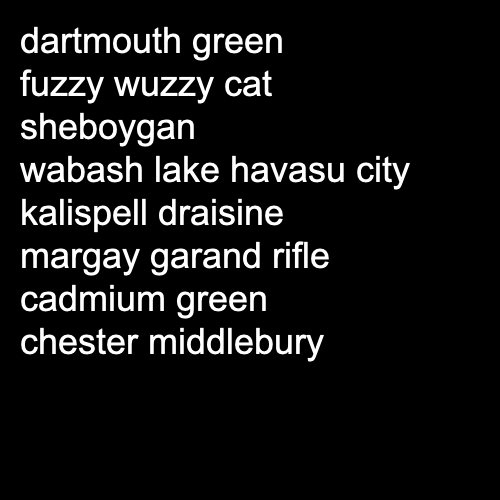 dartmouth green
fuzzy wuzzy cat
sheboygan
wabash lake havasu city
kalispell draisine
margay garand rifle
cadmium green
chester middlebury